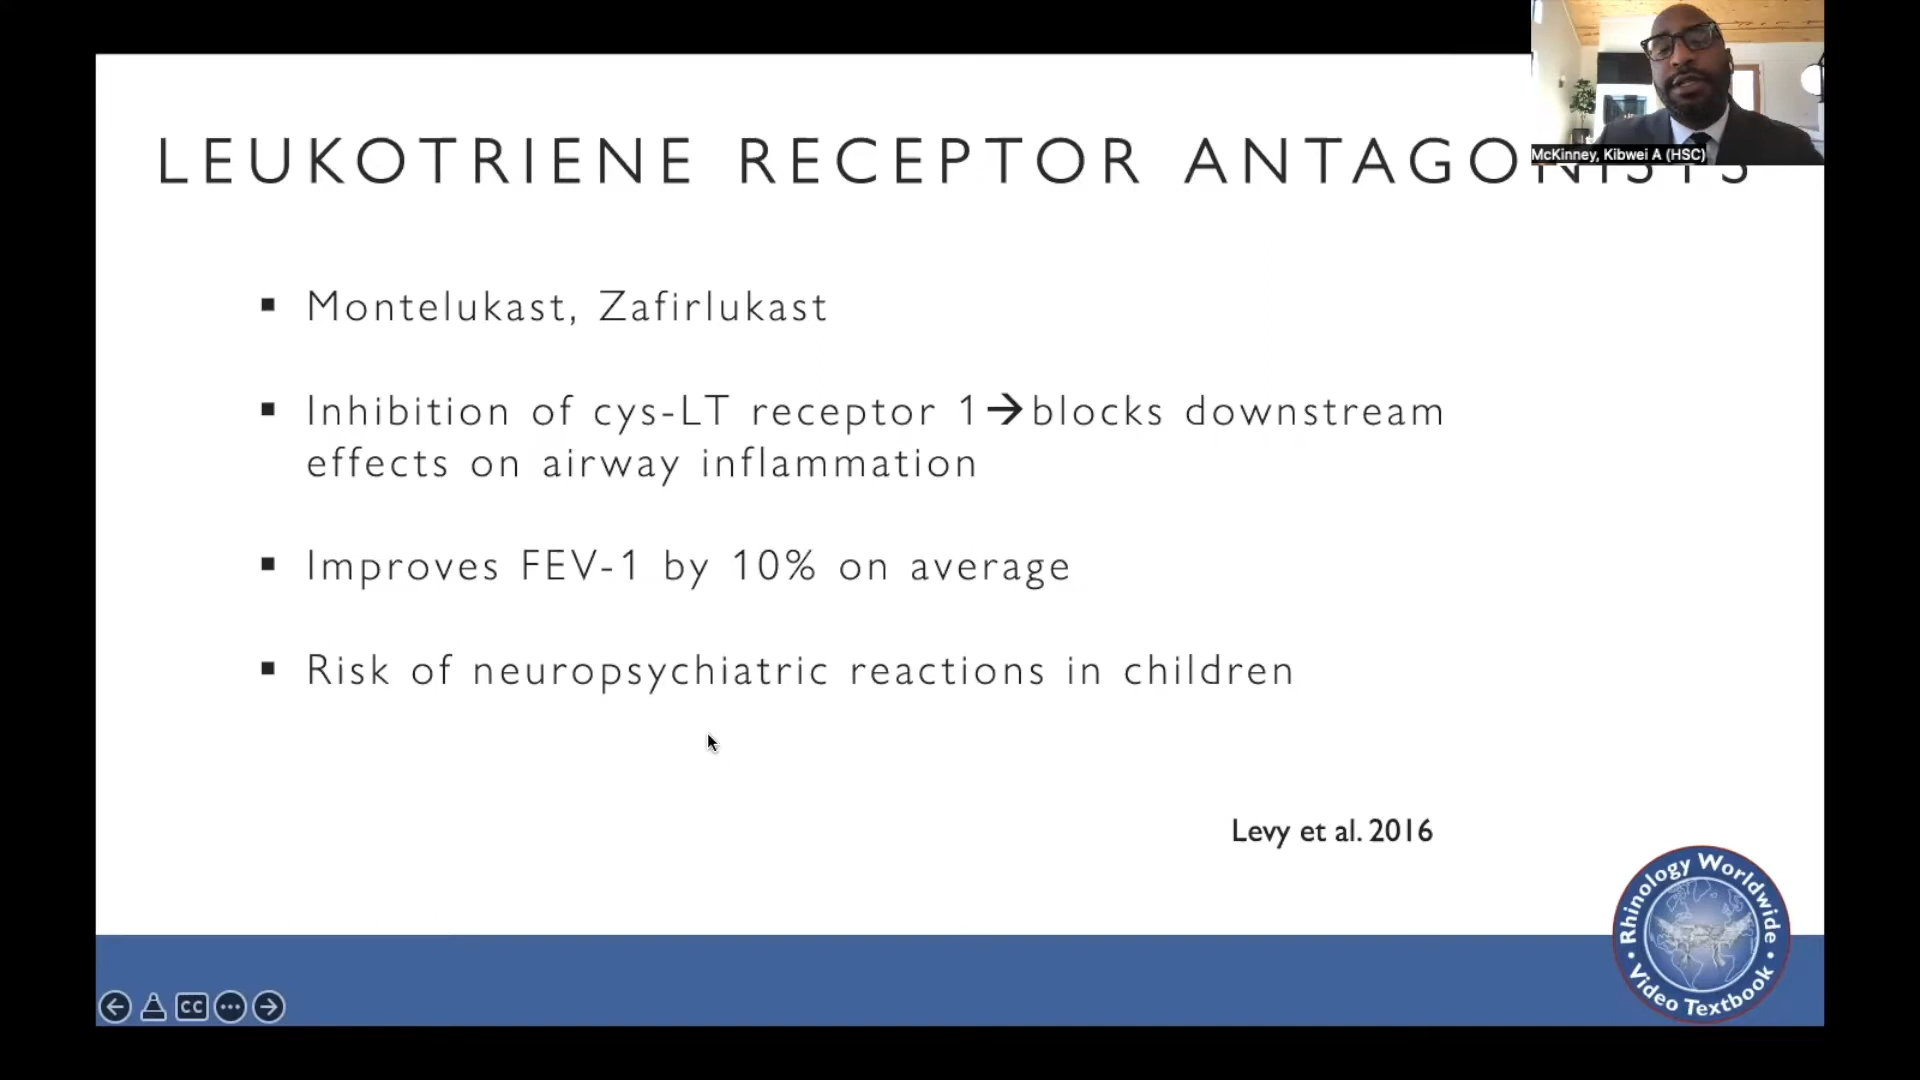 McKinney, Kibwei A (HSC)
LEUKOTRIENE RECEPTOR ANTAGONISTS
▪ Montelukast, Zafirlukast
▪ Inhibition of cys-LT receptor 1→blocks downstream
effects on airway inflammation
▪ Improves FEV-1 by 10% on average
▪ Risk of neuropsychiatric reactions in children
Levy et al. 2016
Rhinology Worldwide
• Video Textbook •
CC